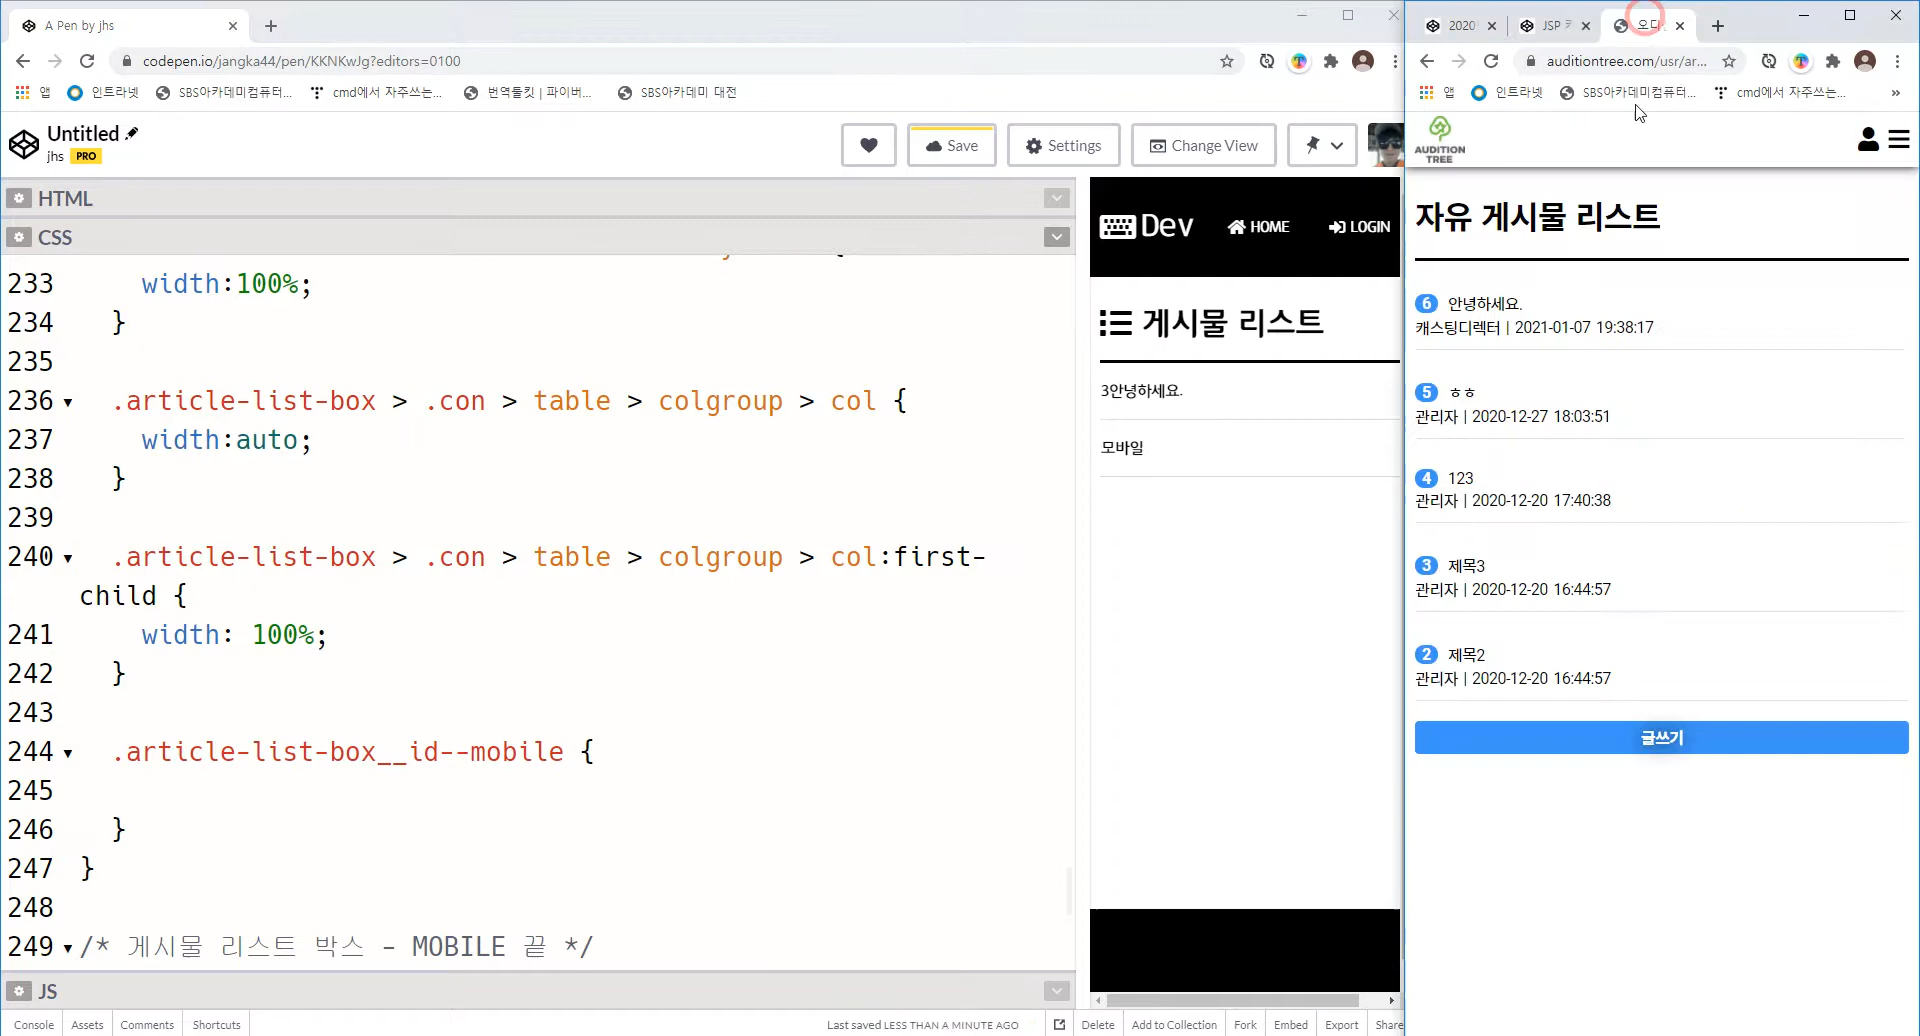 A Pen by jhs
codepen.io/jangka44/pen/KKNKwJg?editors=0100
앱 인트라넷 SBS아카데미컴퓨터... cmd에서 자주쓰는... 번역툴킷 | 파이버... SBS아카데미 대전
Untitled
jhs PRO
Save Settings Change View
HTML
CSS
233 width:100%;
234 }
235
236 .article-list-box > .con > table > colgroup > col {
237 width:auto;
238 }
239
240 .article-list-box > .con > table > colgroup > col:first-
child {
241 width: 100%;
242 }
243
244 .article-list-box__id--mobile {
245
246 }
247 }
248
249 /* 게시물 리스트 박스 - MOBILE 끝 */
JS
Console Assets Comments Shortcuts
Last saved LESS THAN A MINUTE AGO
Delete Add to Collection Fork Embed Export Share
Dev HOME LOGIN
게시물 리스트
3안녕하세요.
모바일
2020 JSP 오디
auditiontree.com/usr/ar...
앱 인트라넷 SBS아카데미컴퓨터... cmd에서 자주쓰는... »
AUDITION
TREE
자유 게시물 리스트
6 안녕하세요.
캐스팅디렉터 | 2021-01-07 19:38:17
5 ㅎㅎ
관리자 | 2020-12-27 18:03:51
4 123
관리자 | 2020-12-20 17:40:38
3 제목3
관리자 | 2020-12-20 16:44:57
2 제목2
관리자 | 2020-12-20 16:44:57
글쓰기